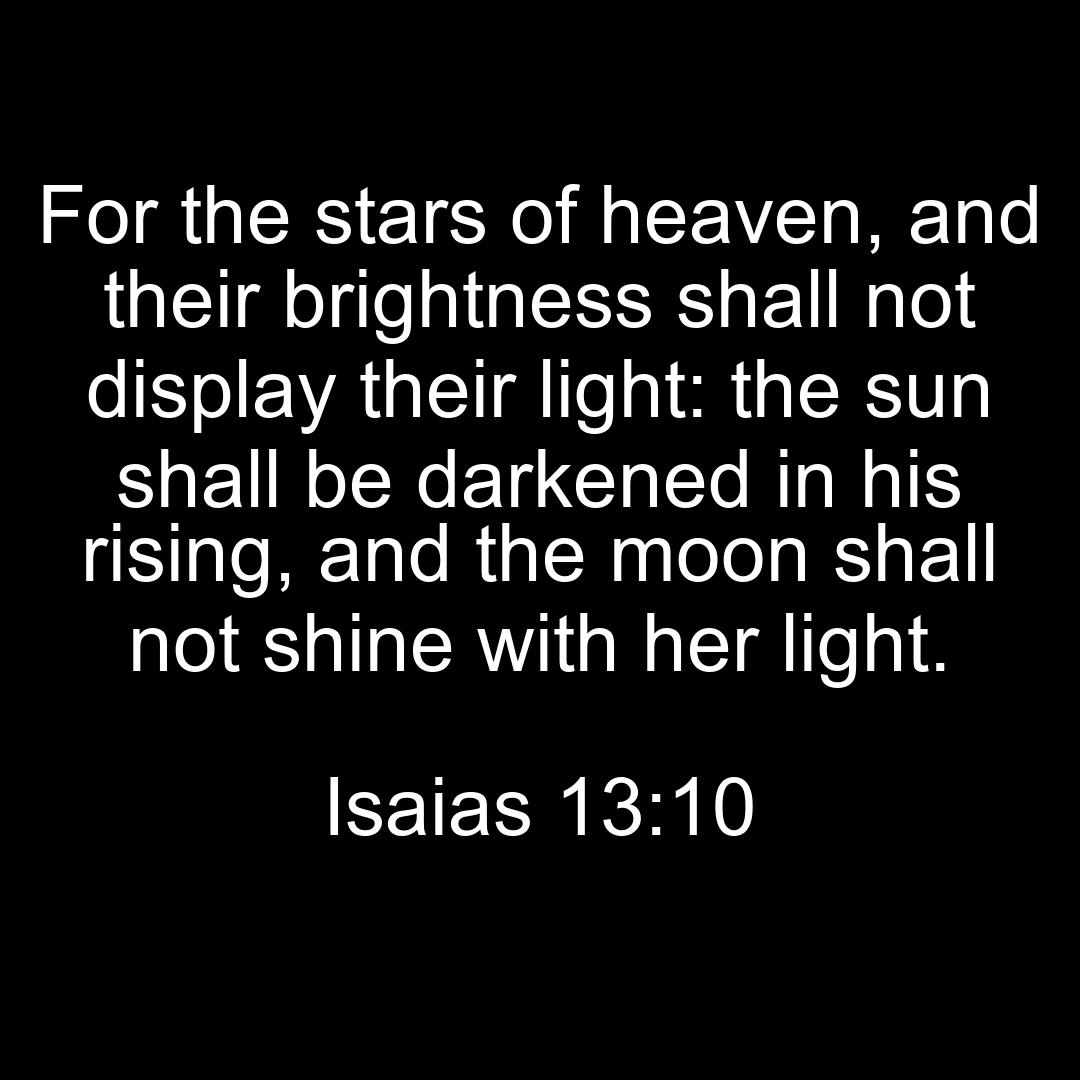 For the stars of heaven, and
their brightness shall not
display their light: the sun
shall be darkened in his
rising, and the moon shall
not shine with her light.
Isaias 13:10